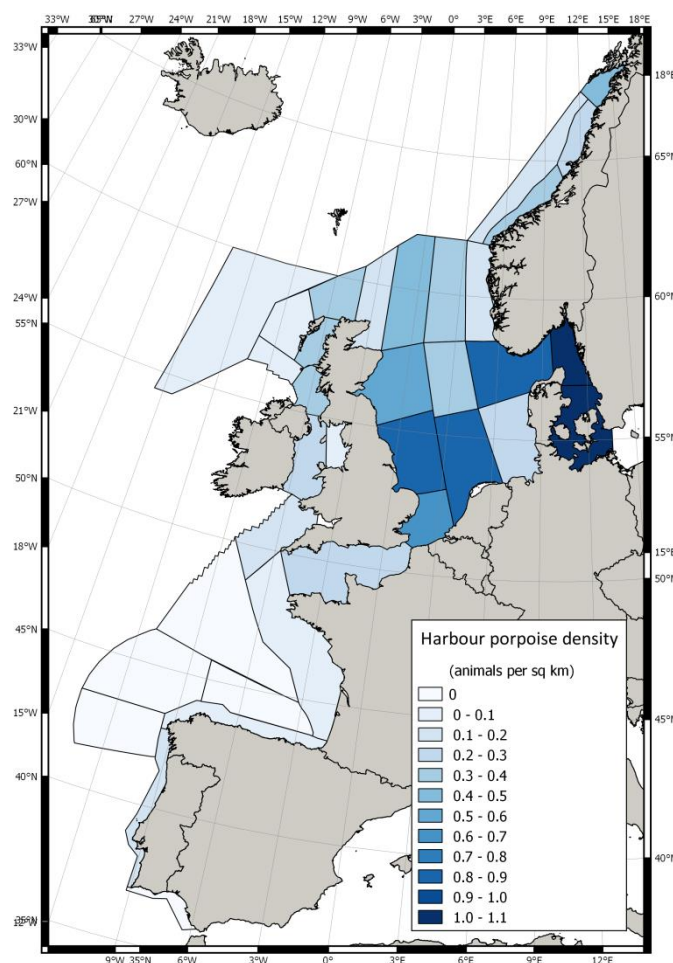 33°W 30°W 27°W 24°W 21°W 18°W 15°W 12°W 9°W 6°W 3°W 0° 3°E 6°E 9°E 12°E 15°E 18°E
33°W
30°W
60°N
27°W
24°W
55°N
21°W
50°N
18°W
45°N
15°W
40°N
12°W
18°E
65°N
60°N
55°N
15°E
50°N
45°N
40°N
Harbour porpoise density
(animals per sq km)
0
0 - 0.1
0.1 - 0.2
0.2 - 0.3
0.3 - 0.4
0.4 - 0.5
0.5 - 0.6
0.6 - 0.7
0.7 - 0.8
0.8 - 0.9
0.9 - 1.0
1.0 - 1.1
9°W 35°N 6°W 3°W 0° 3°E 6°E 9°E 12°E